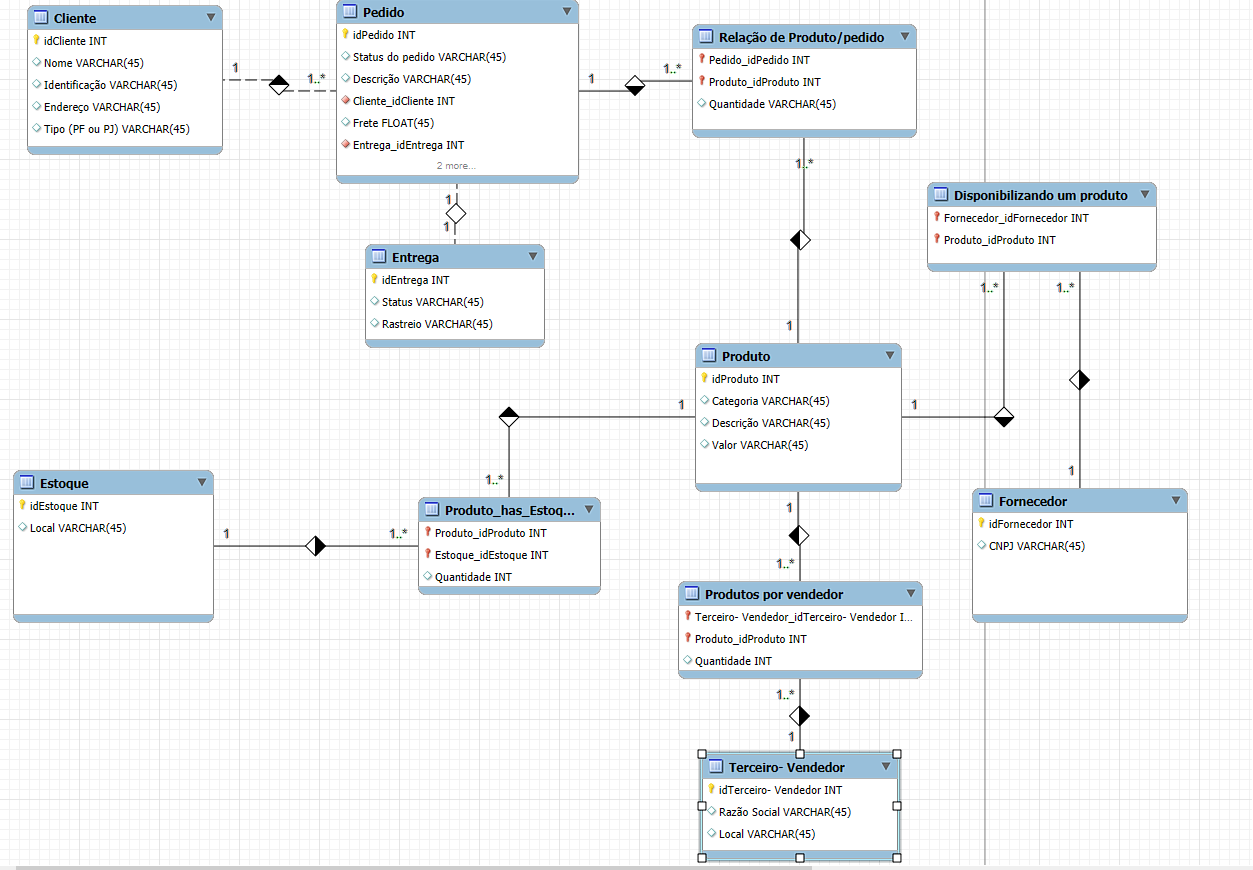 Cliente
idCliente INT
Nome VARCHAR(45)
Identificação VARCHAR(45)
Endereço VARCHAR(45)
Tipo (PF ou PJ) VARCHAR(45)
1
1..*
Pedido
idPedido INT
Status do pedido VARCHAR(45)
Descrição VARCHAR(45)
Cliente_idCliente INT
Frete FLOAT(45)
Entrega_idEntrega INT
2 more...
1
1..*
Relação de Produto/pedido
Pedido_idPedido INT
Produto_idProduto INT
Quantidade VARCHAR(45)
1..*
1
1
1
Entrega
idEntrega INT
Status VARCHAR(45)
Rastreio VARCHAR(45)
Disponibilizando um produto
Fornecedor_idFornecedor INT
Produto_idProduto INT
1..*
1..*
Produto
idProduto INT
Categoria VARCHAR(45)
Descrição VARCHAR(45)
Valor VARCHAR(45)
1
1
1
1..*
1
Estoque
idEstoque INT
Local VARCHAR(45)
1
1..*
Produto_has_Estoq...
Produto_idProduto INT
Estoque_idEstoque INT
Quantidade INT
Fornecedor
idFornecedor INT
CNPJ VARCHAR(45)
1
1..*
Produtos por vendedor
Terceiro- Vendedor_idTerceiro- Vendedor I...
Produto_idProduto INT
Quantidade INT
1..*
1
Terceiro- Vendedor
idTerceiro- Vendedor INT
Razão Social VARCHAR(45)
Local VARCHAR(45)